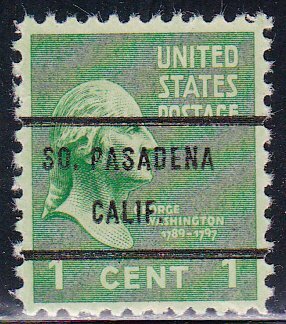 UNITED
STATES
POSTAGE
SO. PASADENA
CALIF.
ORGE
WASHINGTON
1789-1797
1 CENT 1